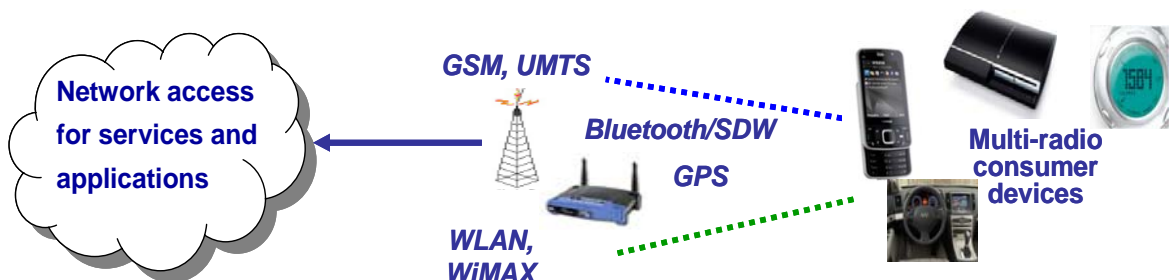 Network access
for services and
applications
GSM, UMTS
Bluetooth/SDW
GPS
WLAN,
WiMAX
Multi-radio
consumer
devices